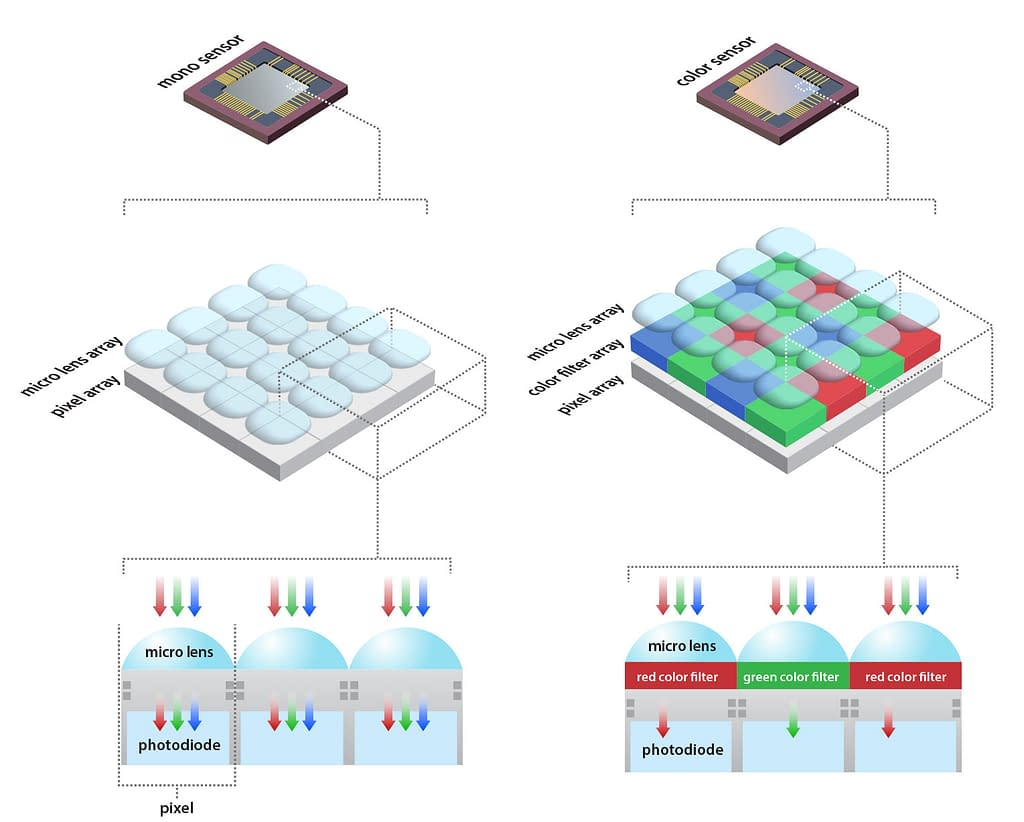 mono sensor
color sensor
micro lens array
pixel array
micro lens array
color filter array
pixel array
micro lens
photodiode
pixel
micro lens
red color filter
green color filter
red color filter
photodiode